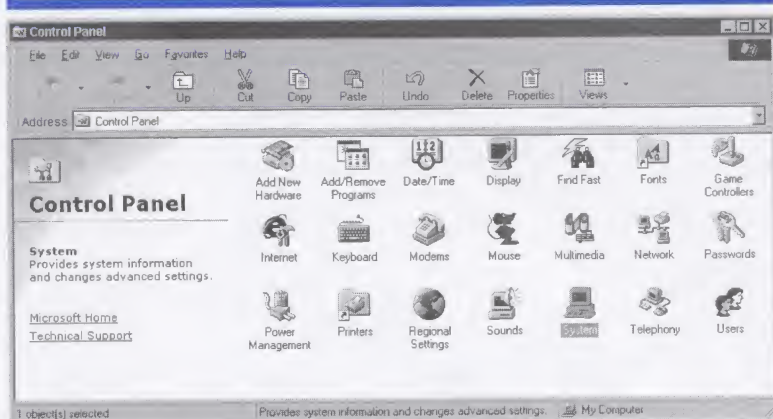 Control Panel
File Edit View Go Favorites Help
Up Cut Copy Paste Undo Delete Properties Views
Address Control Panel
Control Panel
System
Provides system information
and changes advanced settings.
Microsoft Home
Technical Support
Add New
Hardware
Add/Remove
Programs
Date/Time
Display
Find Fast
Fonts
Game
Controllers
Internet
Keyboard
Modems
Mouse
Multimedia
Network
Passwords
Power
Management
Printers
Regional
Settings
Sounds
System
Telephony
Users
1 object(s) selected
Provides system information and changes advanced settings.
My Computer